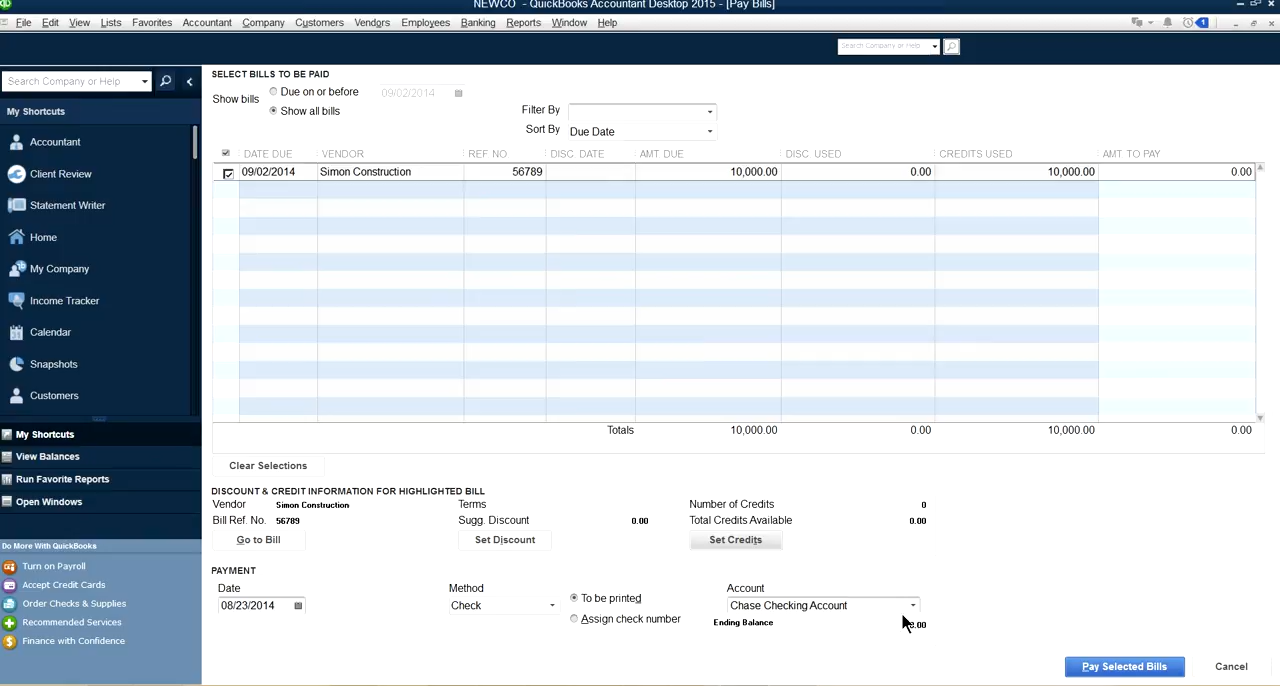 NEWCO - QuickBooks Accountant Desktop 2015 - [Pay Bills]
File Edit View Lists Favorites Accountant Company Customers Vendors Employees Banking Reports Window Help
1
Search Company or Help
Search Company or Help
My Shortcuts
Accountant
Client Review
Statement Writer
Home
My Company
Income Tracker
Calendar
Snapshots
Customers
My Shortcuts
View Balances
Run Favorite Reports
Open Windows
Do More With QuickBooks
Turn on Payroll
Accept Credit Cards
Order Checks & Supplies
Recommended Services
Finance with Confidence
SELECT BILLS TO BE PAID
Show bills
Due on or before 09/02/2014
Show all bills
Filter By
Sort By Due Date
DATE DUE VENDOR REF. NO. DISC. DATE AMT. DUE DISC. USED CREDITS USED AMT. TO PAY
09/02/2014 Simon Construction 56789 10,000.00 0.00 10,000.00 0.00
Totals 10,000.00 0.00 10,000.00 0.00
Clear Selections
DISCOUNT & CREDIT INFORMATION FOR HIGHLIGHTED BILL
Vendor Simon Construction Terms Number of Credits 0
Bill Ref. No. 56789 Sugg. Discount 0.00 Total Credits Available 0.00
Go to Bill Set Discount Set Credits
PAYMENT
Date Method Account
08/23/2014 Check To be printed Chase Checking Account
Assign check number Ending Balance
Pay Selected Bills Cancel